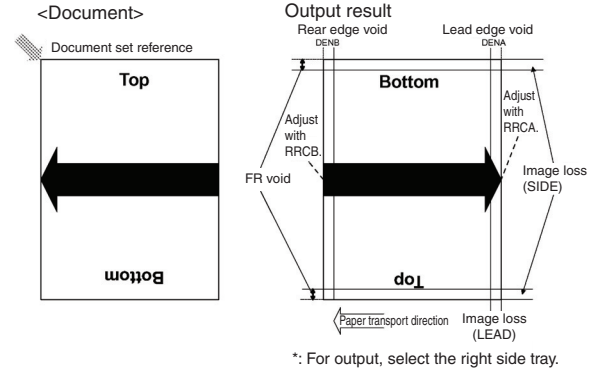 <Document>
Document set reference
Top
Bottom
Output result
Rear edge void
DENB
Lead edge void
DENA
Bottom
Adjust
with
RRCA.
Adjust
with
RRCB.
FR void
Image loss
(SIDE)
Top
Paper transport direction
Image loss
(LEAD)
*: For output, select the right side tray.